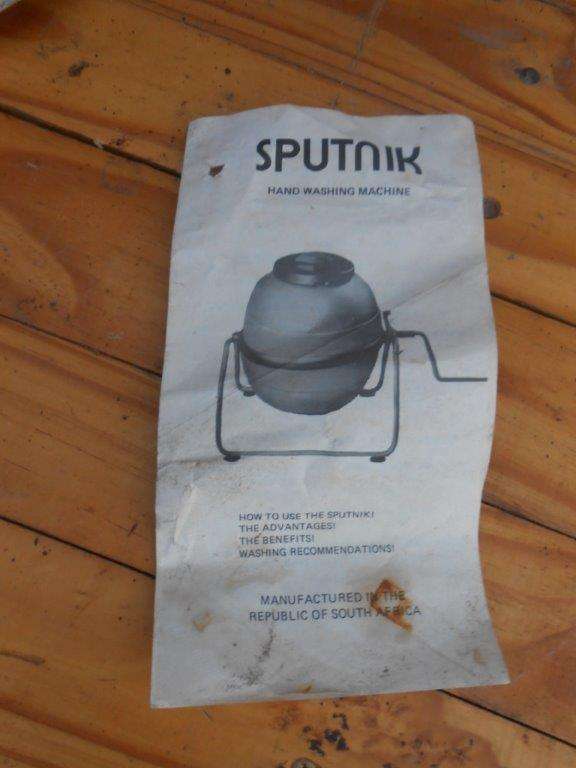 SPUTNIK
HAND WASHING MACHINE
HOW TO USE THE SPUTNIK!
THE ADVANTAGES!
THE BENEFITS!
WASHING RECOMMENDATIONS!
MANUFACTURED IN THE
REPUBLIC OF SOUTH AFRICA